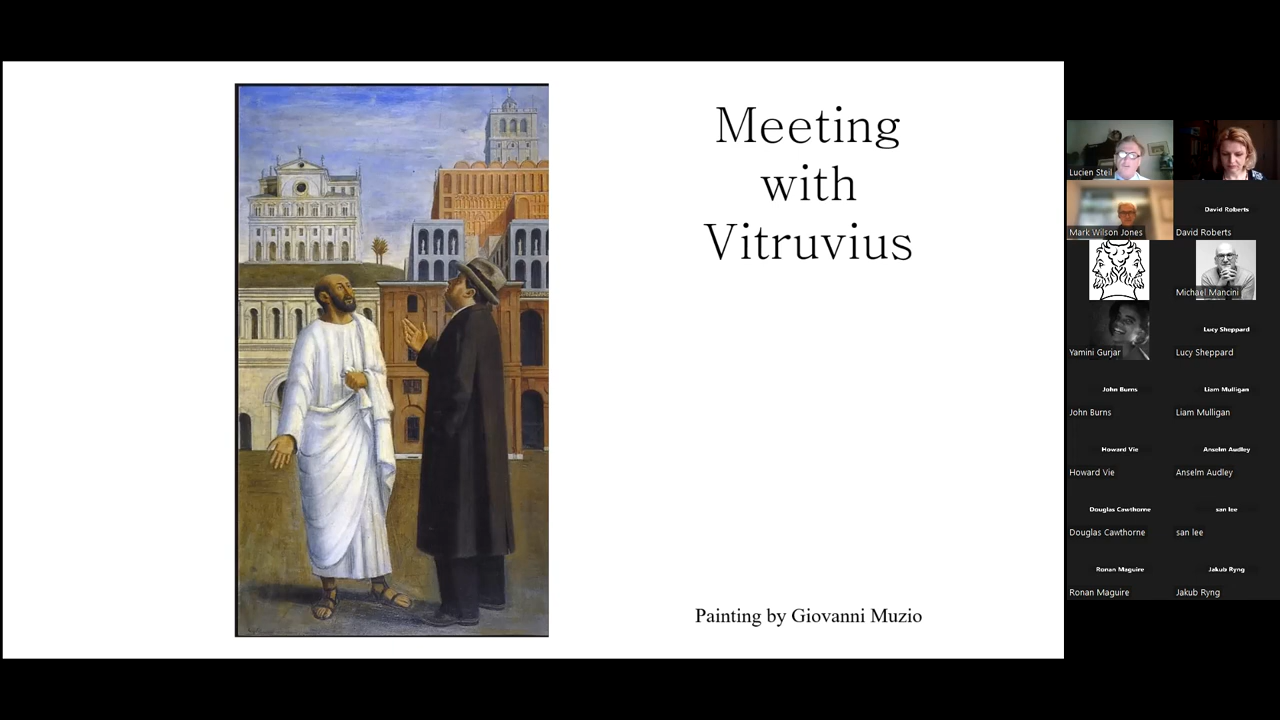 Meeting
with
Vitruvius
Painting by Giovanni Muzio
Lucien Steil
Mark Wilson Jones
David Roberts
David Roberts
Michael Mancini
Yamini Gurjar
Lucy Sheppard
Lucy Sheppard
John Burns
John Burns
Liam Mulligan
Liam Mulligan
Howard Vie
Howard Vie
Anselm Audley
Anselm Audley
Douglas Cawthorne
Douglas Cawthorne
san lee
san lee
Ronan Maguire
Ronan Maguire
Jakub Ryng
Jakub Ryng